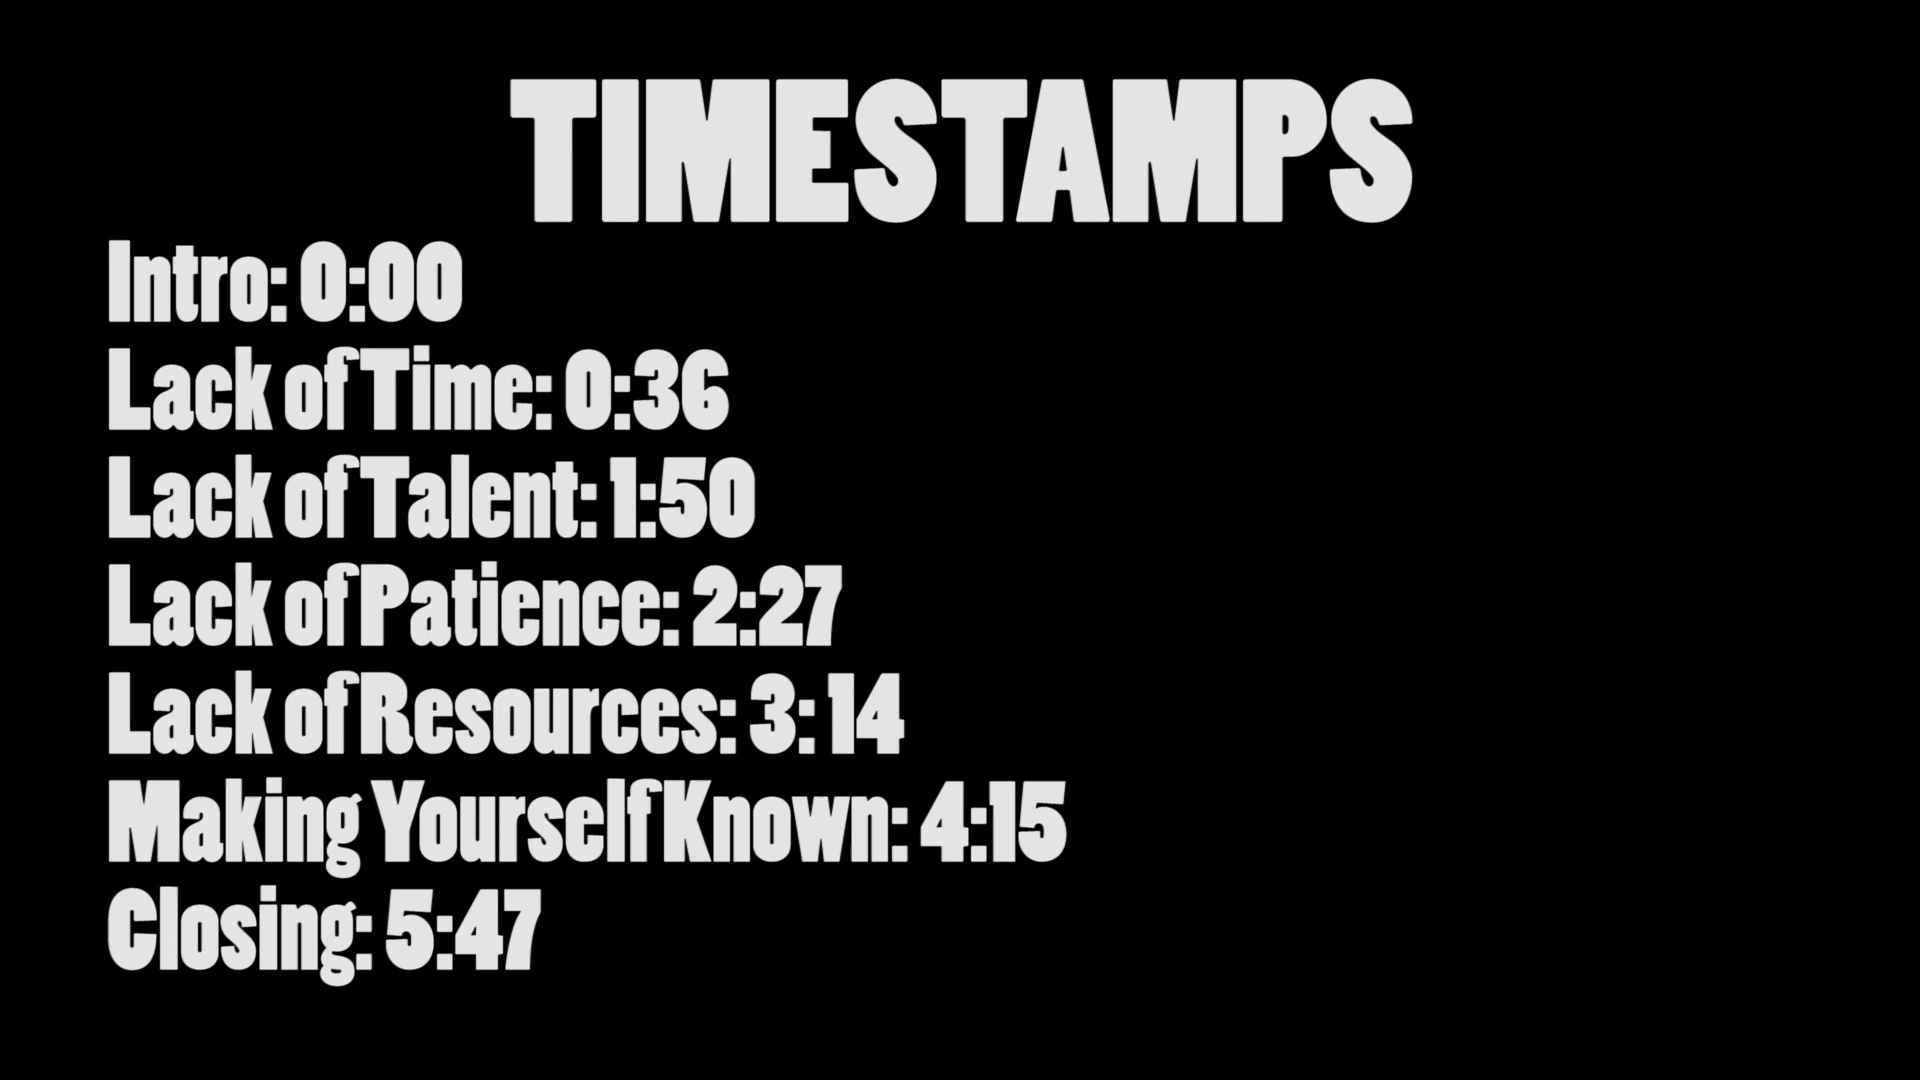 TIMESTAMPS
Intro: 0:00
Lack of Time: 0:36
Lack of Talent: 1:50
Lack of Patience: 2:27
Lack of Resources: 3: 14
Making Yourself Known: 4:15
Closing: 5:47